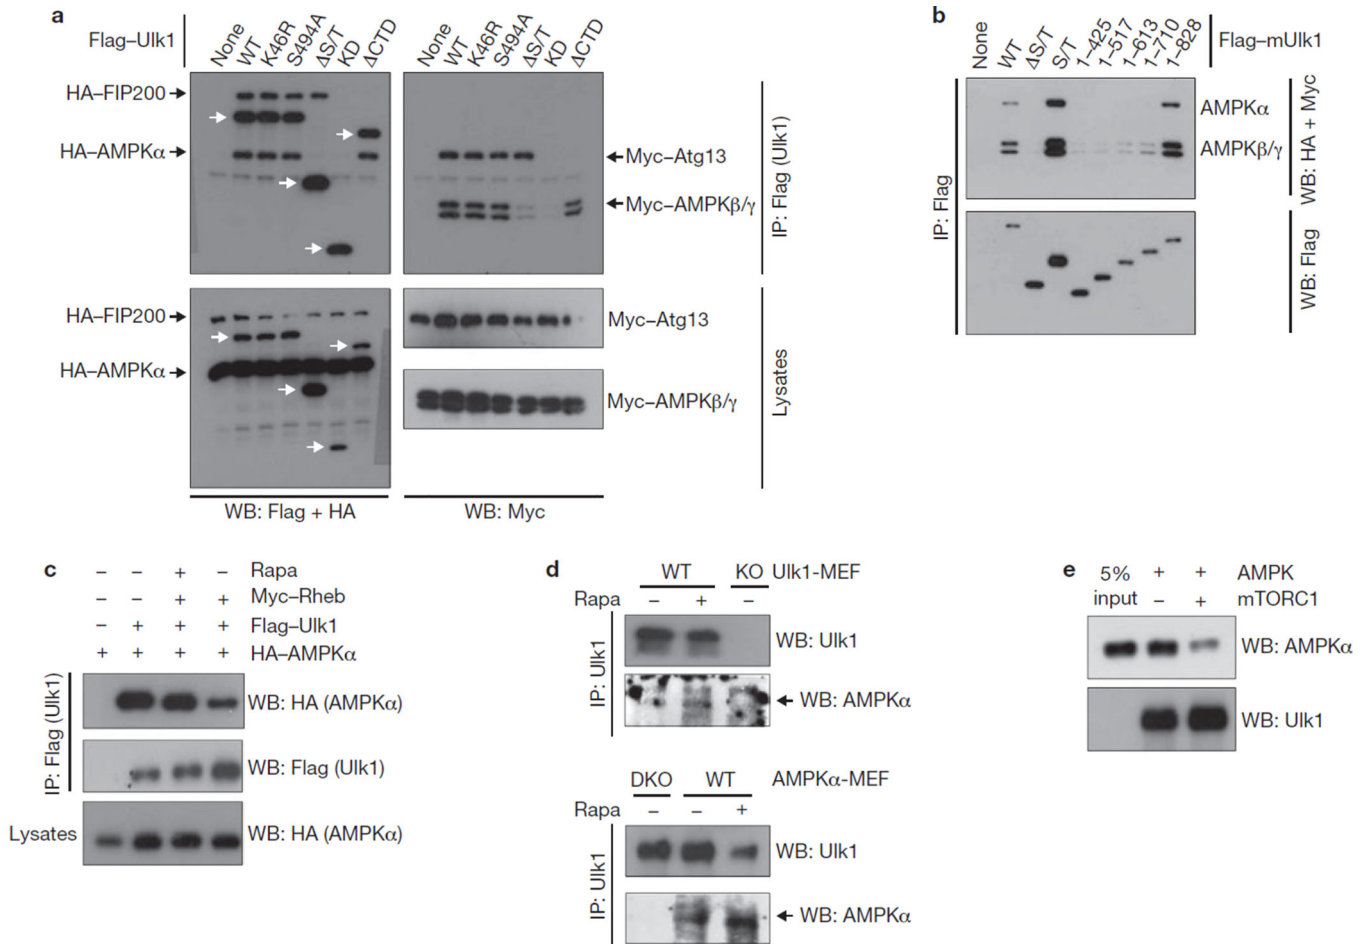 a
Flag–Ulk1
None
WT
K46R
S494A
ΔS/T
KD
ΔCTD
None
WT
K46R
S494A
ΔS/T
KD
ΔCTD
HA–FIP200
HA–AMPKα
Myc–Atg13
Myc–AMPKβ/γ
IP: Flag (Ulk1)
HA–FIP200
HA–AMPKα
Myc–Atg13
Myc–AMPKβ/γ
Lysates
WB: Flag + HA
WB: Myc
b
None
WT
ΔS/T
S/T
1–425
1–517
1–613
1–710
1–828
Flag–mUlk1
AMPKα
AMPKβ/γ
WB: HA + Myc
IP: Flag
WB: Flag
c
– – + – Rapa
– – + + Myc–Rheb
– + + + Flag–Ulk1
+ + + + HA–AMPKα
IP: Flag (Ulk1)
WB: HA (AMPKα)
WB: Flag (Ulk1)
Lysates
WB: HA (AMPKα)
d
WT KO Ulk1-MEF
Rapa – + –
IP: Ulk1
WB: Ulk1
WB: AMPKα
DKO WT AMPKα-MEF
Rapa – – +
IP: Ulk1
WB: Ulk1
WB: AMPKα
e
5% + + AMPK
input – + mTORC1
WB: AMPKα
WB: Ulk1